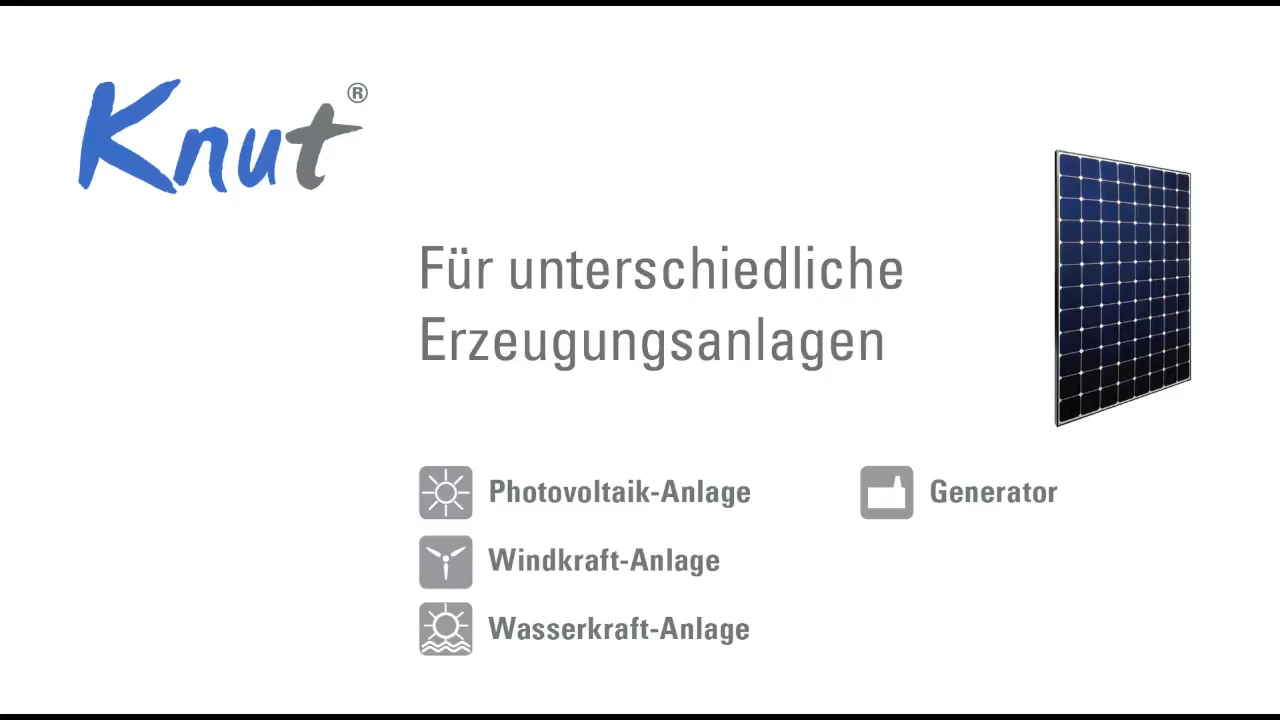 Knut®
Für unterschiedliche
Erzeugungsanlagen
Photovoltaik-Anlage
Windkraft-Anlage
Wasserkraft-Anlage
Generator